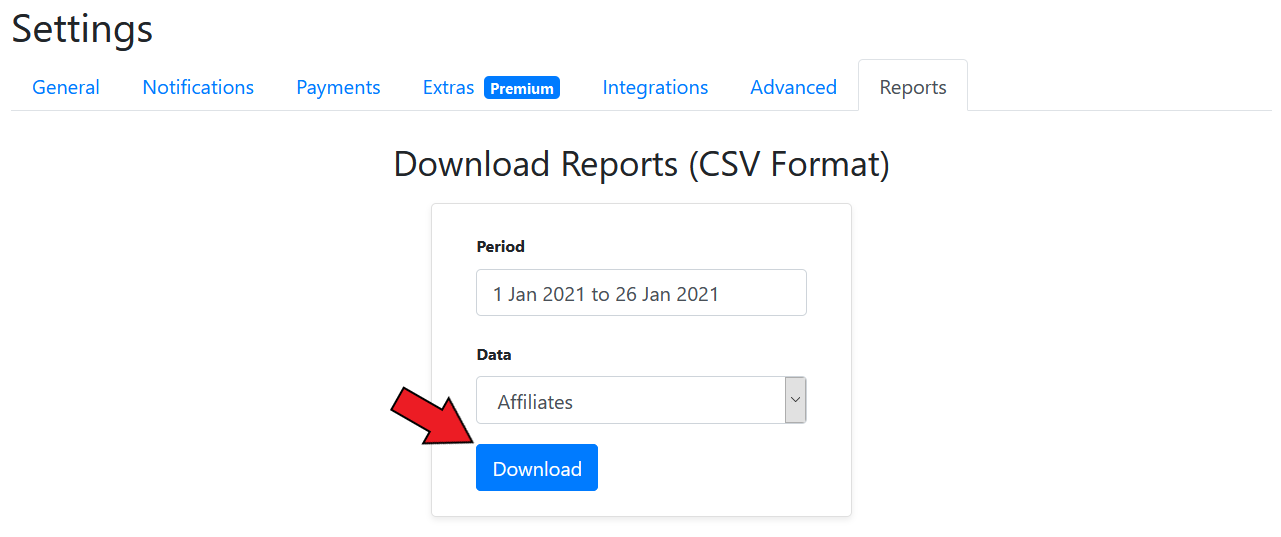 Settings
General Notifications Payments Extras Premium Integrations Advanced Reports
Download Reports (CSV Format)
Period
1 Jan 2021 to 26 Jan 2021
Data
Affiliates
Download